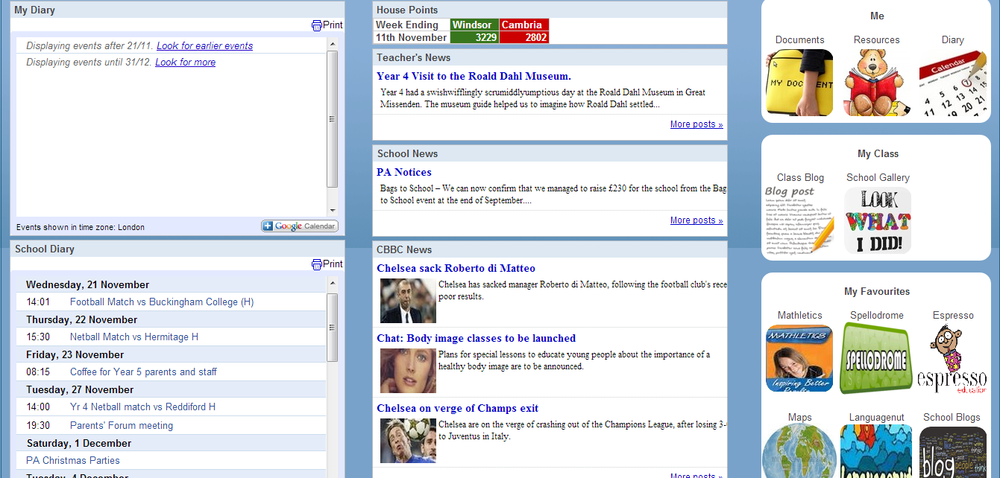 My Diary
Print
Displaying events after 21/11. Look for earlier events
Displaying events until 31/12. Look for more
Events shown in time zone: London
Google Calendar
School Diary
Print
Wednesday, 21 November
14:01 Football Match vs Buckingham College (H)
Thursday, 22 November
15:30 Netball Match vs Hermitage H
Friday, 23 November
08:15 Coffee for Year 5 parents and staff
Tuesday, 27 November
14:00 Yr 4 Netball match vs Reddiford H
19:30 Parents' Forum meeting
Saturday, 1 December
PA Christmas Parties
Tuesday, 4 December
House Points
Week Ending Windsor Cambria
11th November 3229 2802
Teacher's News
Year 4 Visit to the Roald Dahl Museum.
Year 4 had a swishwifflingly scrumiddlyumptious day at the Roald Dahl Museum in Great
Missenden. The museum guide helped us to imagine how Roald Dahl settled...
More posts »
School News
PA Notices
Bags to School – We can now confirm that we managed to raise £230 for the school from the Bag
to School event at the end of September....
More posts »
CBBC News
Chelsea sack Roberto di Matteo
Chelsea has sacked manager Roberto di Matteo, following the football club's rece
poor results.
Chat: Body image classes to be launched
Plans for special lessons to educate young people about the importance of a
healthy body image are to be announced.
Chelsea on verge of Champs exit
Chelsea are on the verge of crashing out of the Champions League, after losing 3-
to Juventus in Italy.
More posts »
Me
Documents Resources Diary
MY DOC ENT
Calendar
My Class
Class Blog School Gallery
Blog post
LOOK
WHAT
I DID!
My Favourites
Mathletics Spellodrome Espresso
MATHLETICS
Inspiring Better
Results
SPELLODROME
espresso
education
Maps Languagenut School Blogs
blog